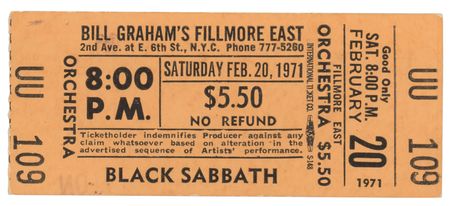 UU 109
ORCHESTRA
BILL GRAHAM'S FILLMORE EAST
2nd Ave. at E. 6th St., N.Y.C. Phone 777-5260
8:00
P.M.
SATURDAY FEB. 20, 1971
$5.50
NO REFUND
Ticketholder indemnifies Producer against any
claim whatsoever based on alteration in the
advertised sequence of Artists' performance.
BLACK SABBATH
INTERNATIONAL TICKET CO.
FILLMORE EAST
ORCHESTRA $5.50
Good Only
SAT. 8:00 P.M.
FEBRUARY
20
1971
UU 109